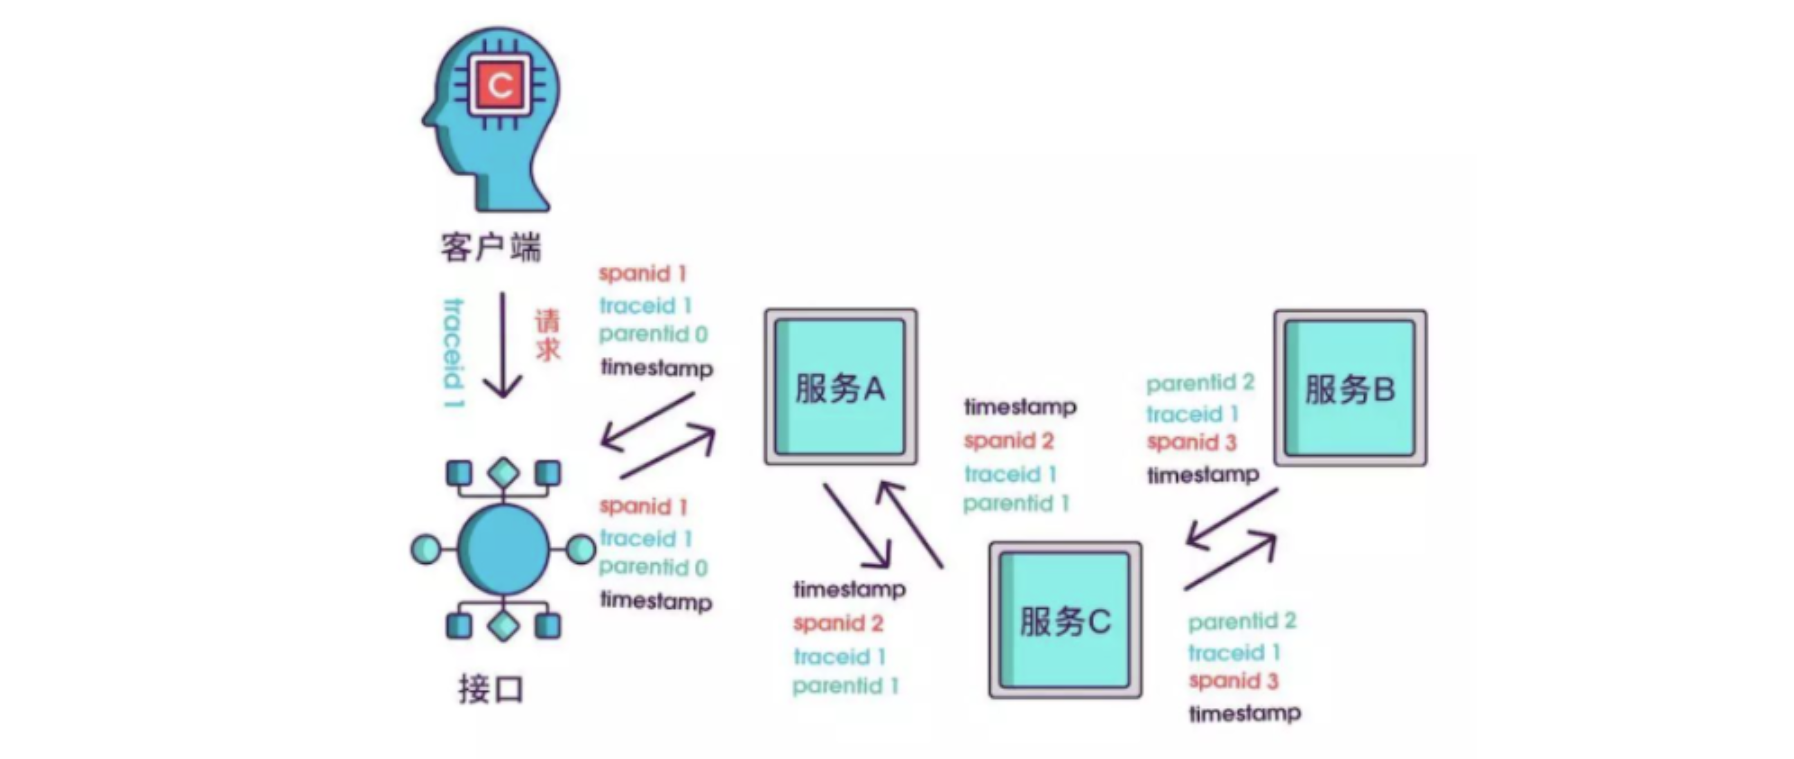 C
客户端
traceid 1
请求
spanid 1
traceid 1
parentid 0
timestamp
服务A
spanid 1
traceid 1
parentid 0
timestamp
接口
timestamp
spanid 2
traceid 1
parentid 1
timestamp
spanid 2
traceid 1
parentid 1
服务C
parentid 2
traceid 1
spanid 3
timestamp
服务B
parentid 2
traceid 1
spanid 3
timestamp